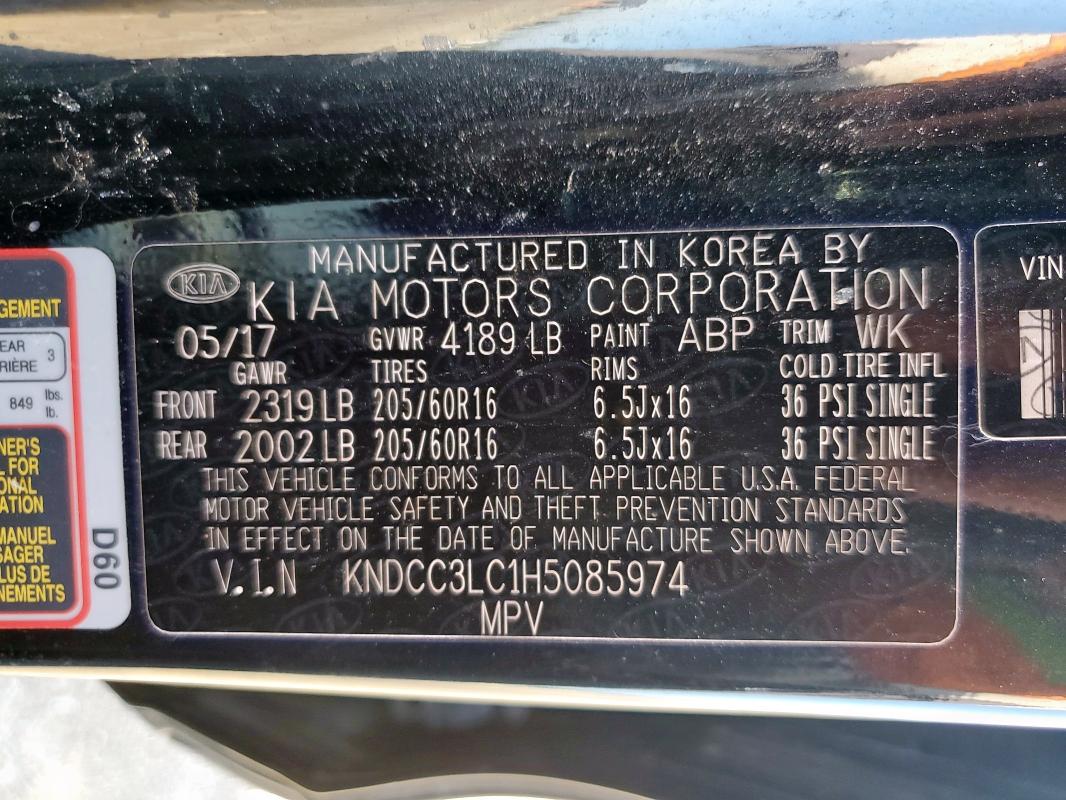 MANUFACTURED IN KOREA BY
KIA KIA MOTORS CORPORATION
05/17 GVWR 4189 LB PAINT ABP TRIM WK
GAWR TIRES RIMS COLD TIRE INFL
FRONT 2319 LB 205/60R16 6.5Jx16 36 PSI SINGLE
REAR 2002 LB 205/60R16 6.5Jx16 36 PSI SINGLE
THIS VEHICLE CONFORMS TO ALL APPLICABLE U.S.A. FEDERAL
MOTOR VEHICLE SAFETY AND THEFT PREVENTION STANDARDS
IN EFFECT ON THE DATE OF MANUFACTURE SHOWN ABOVE.
V.I.N KNDCC3LC1H5085974
MPV
GEMENT
EAR 3
RIÈRE
849 lbs.
lb.
NER'S
L FOR
ONAL
ATION
MANUEL
SAGER
LUS DE
NEMENTS
D60
VIN